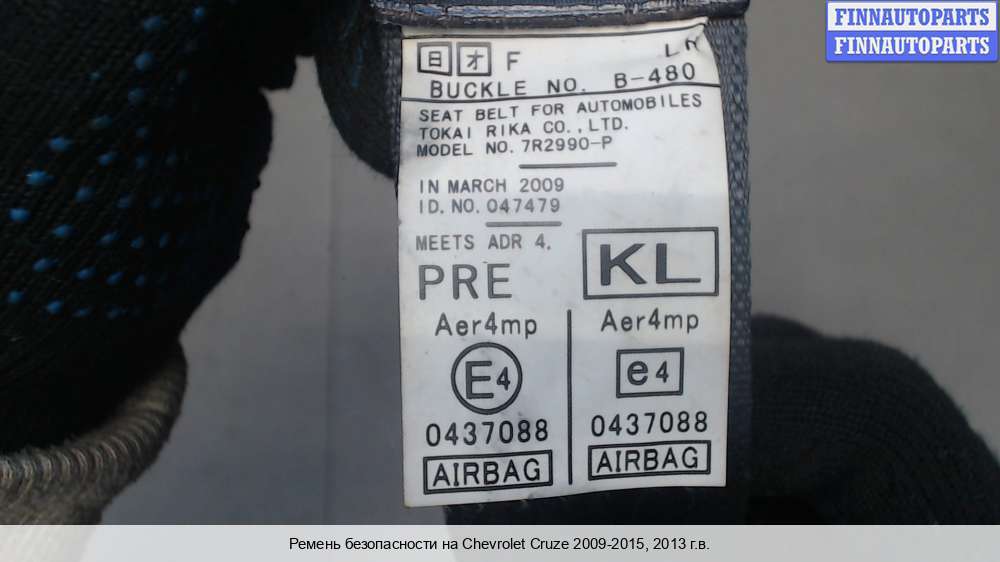 FINNAUTOPARTS
FINNAUTOPARTS
日 オ F
BUCKLE NO. B-480
SEAT BELT FOR AUTOMOBILES
TOKAI RIKA CO.,LTD.
MODEL NO. 7R2990-P
IN MARCH 2009
ID. NO. 047479
MEETS ADR 4.
PRE
KL
Aer4mp
Aer4mp
E4
e4
0437088
0437088
AIRBAG
AIRBAG
Ремень безопасности на Chevrolet Cruze 2009-2015, 2013 г.в.